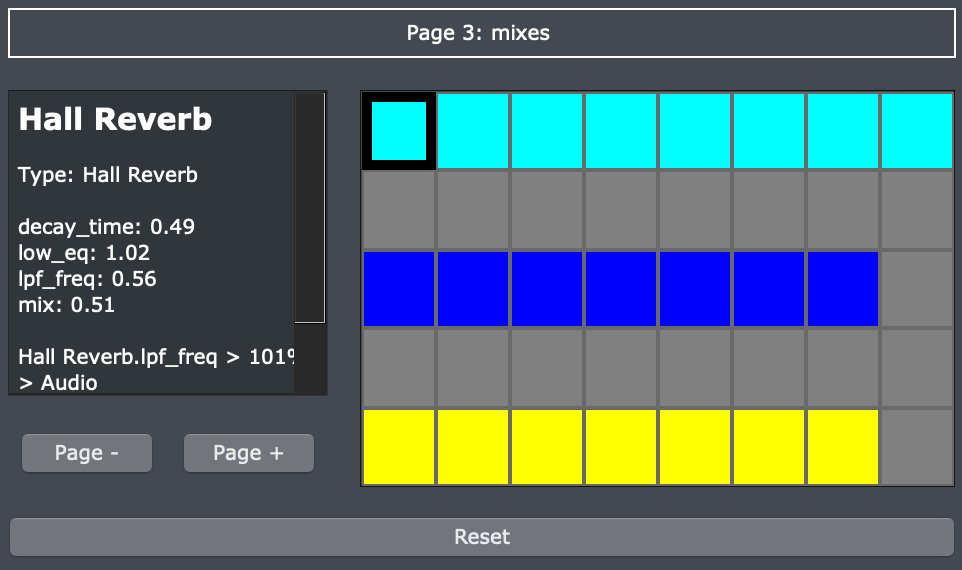 Page 3: mixes
Hall Reverb
Type: Hall Reverb
decay_time: 0.49
low_eq: 1.02
lpf_freq: 0.56
mix: 0.51
Hall Reverb.lpf_freq > 101%
> Audio
Page -
Page +
Reset